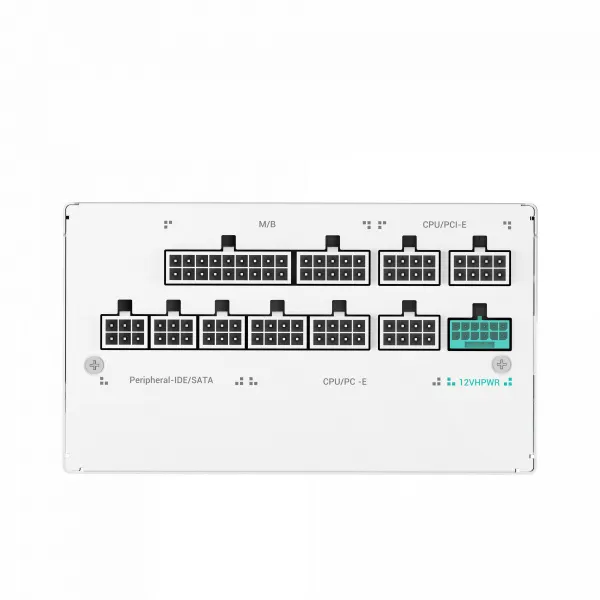 M/B
CPU/PCI-E
Peripheral-IDE/SATA
CPU/PC -E
12VHPWR